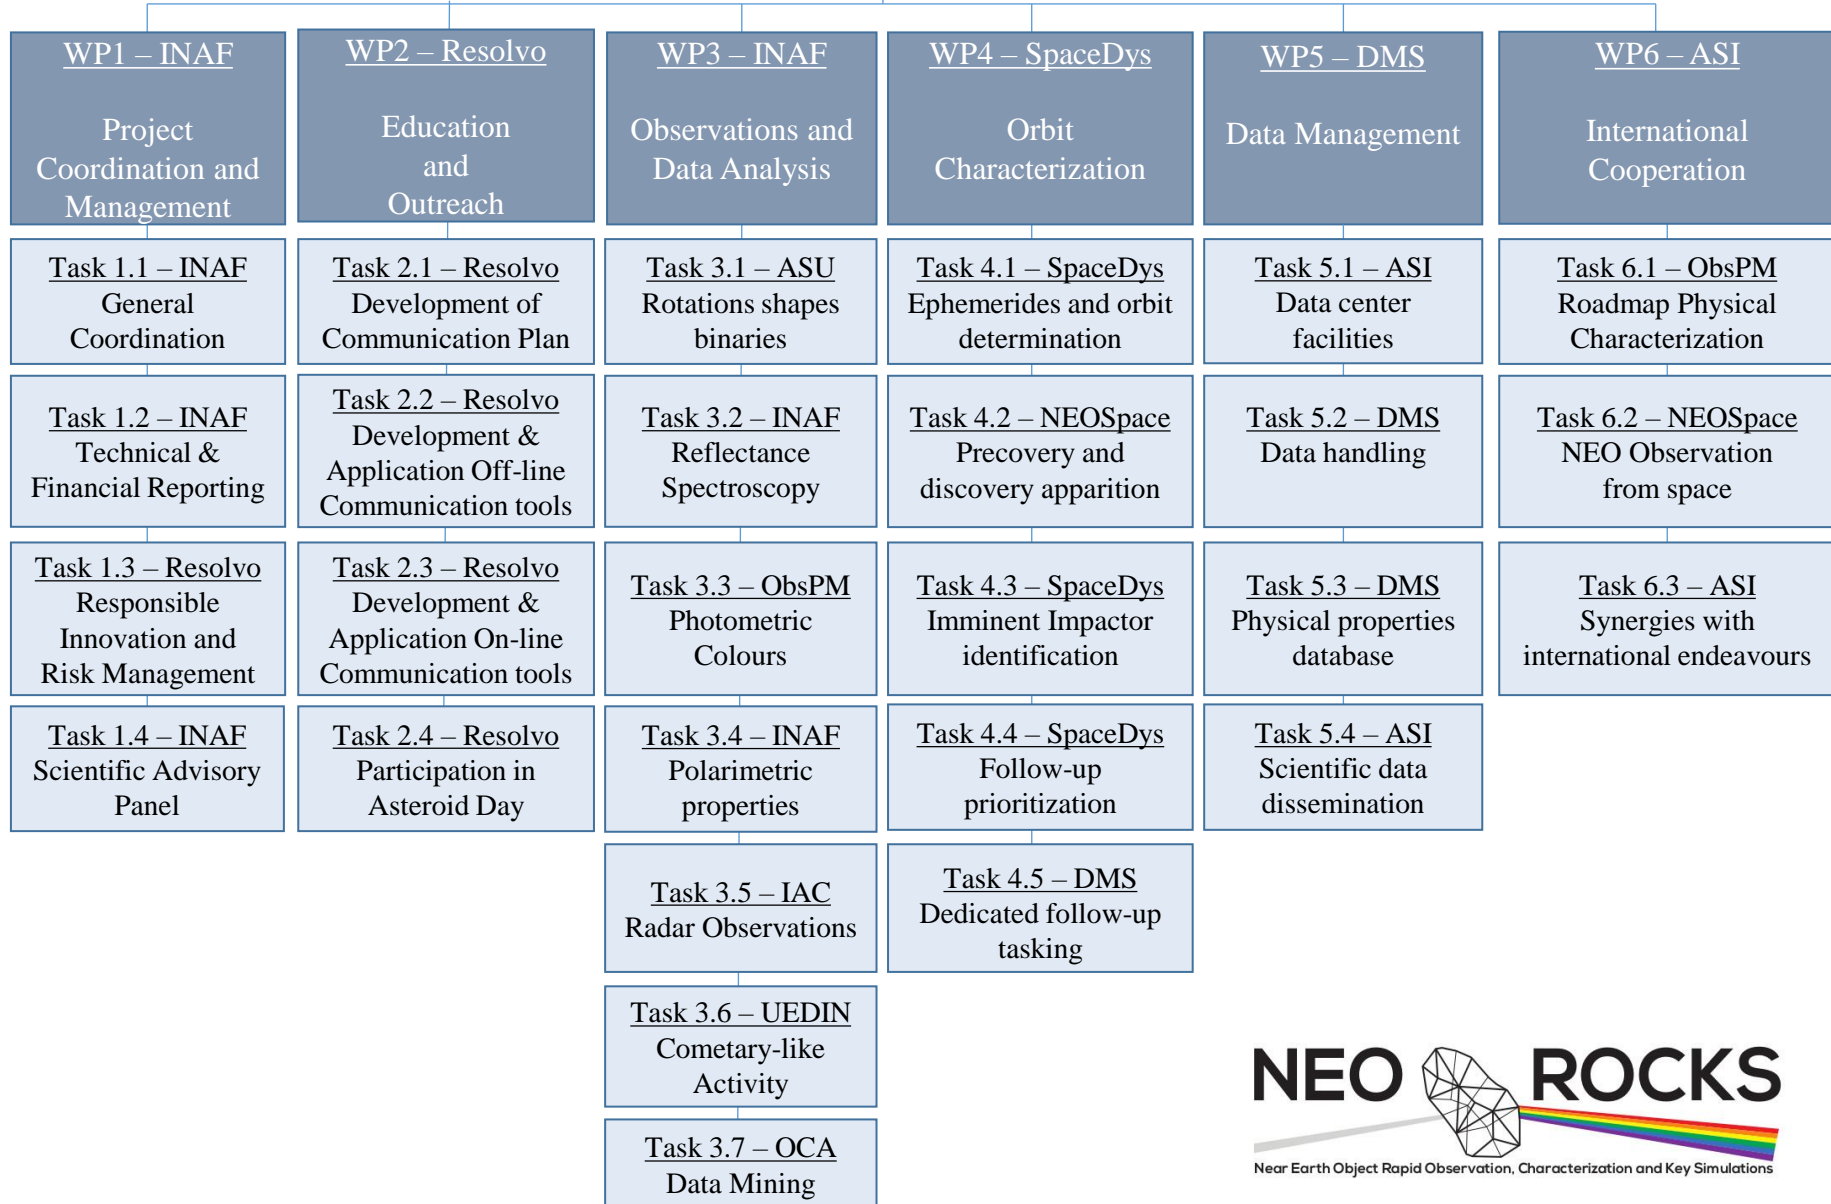 WP1 – INAF
Project
Coordination and
Management
Task 1.1 – INAF
General
Coordination
Task 1.2 – INAF
Technical &
Financial Reporting
Task 1.3 – Resolvo
Responsible
Innovation and
Risk Management
Task 1.4 – INAF
Scientific Advisory
Panel
WP2 – Resolvo
Education
and
Outreach
Task 2.1 – Resolvo
Development of
Communication Plan
Task 2.2 – Resolvo
Development &
Application Off-line
Communication tools
Task 2.3 – Resolvo
Development &
Application On-line
Communication tools
Task 2.4 – Resolvo
Participation in
Asteroid Day
WP3 – INAF
Observations and
Data Analysis
Task 3.1 – ASU
Rotations shapes
binaries
Task 3.2 – INAF
Reflectance
Spectroscopy
Task 3.3 – ObsPM
Photometric
Colours
Task 3.4 – INAF
Polarimetric
properties
Task 3.5 – IAC
Radar Observations
Task 3.6 – UEDIN
Cometary-like
Activity
Task 3.7 – OCA
Data Mining
WP4 – SpaceDys
Orbit
Characterization
Task 4.1 – SpaceDys
Ephemerides and orbit
determination
Task 4.2 – NEOSpace
Precovery and
discovery apparition
Task 4.3 – SpaceDys
Imminent Impactor
identification
Task 4.4 – SpaceDys
Follow-up
prioritization
Task 4.5 – DMS
Dedicated follow-up
tasking
WP5 – DMS
Data Management
Task 5.1 – ASI
Data center
facilities
Task 5.2 – DMS
Data handling
Task 5.3 – DMS
Physical properties
database
Task 5.4 – ASI
Scientific data
dissemination
WP6 – ASI
International
Cooperation
Task 6.1 – ObsPM
Roadmap Physical
Characterization
Task 6.2 – NEOSpace
NEO Observation
from space
Task 6.3 – ASI
Synergies with
international endeavours
NEO ROCKS
Near Earth Object Rapid Observation, Characterization and Key Simulations